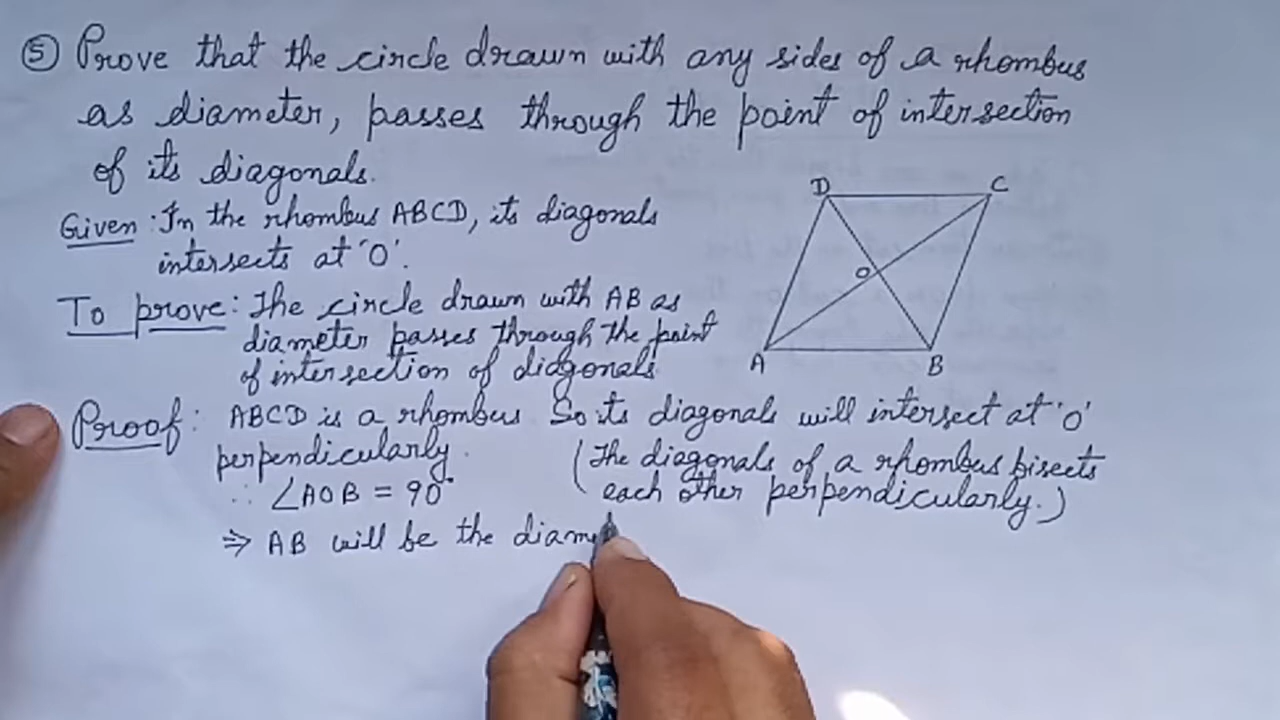 ⑤ Prove that the circle drawn with any sides of a rhombus
as diameter, passes through the point of intersection
of its diagonals.
Given: In the rhombus ABCD, its diagonals
intersects at 'O'.
To prove: The circle drawn with AB as
diameter passes through the point
of intersection of diagonals
D C
O
A B
Proof: ABCD is a rhombus So its diagonals will intersect at 'O'
perpendicularly. (The diagonals of a rhombus bisects
∴ ∠AOB = 90° each other perpendicularly.)
⇒ AB will be the diam